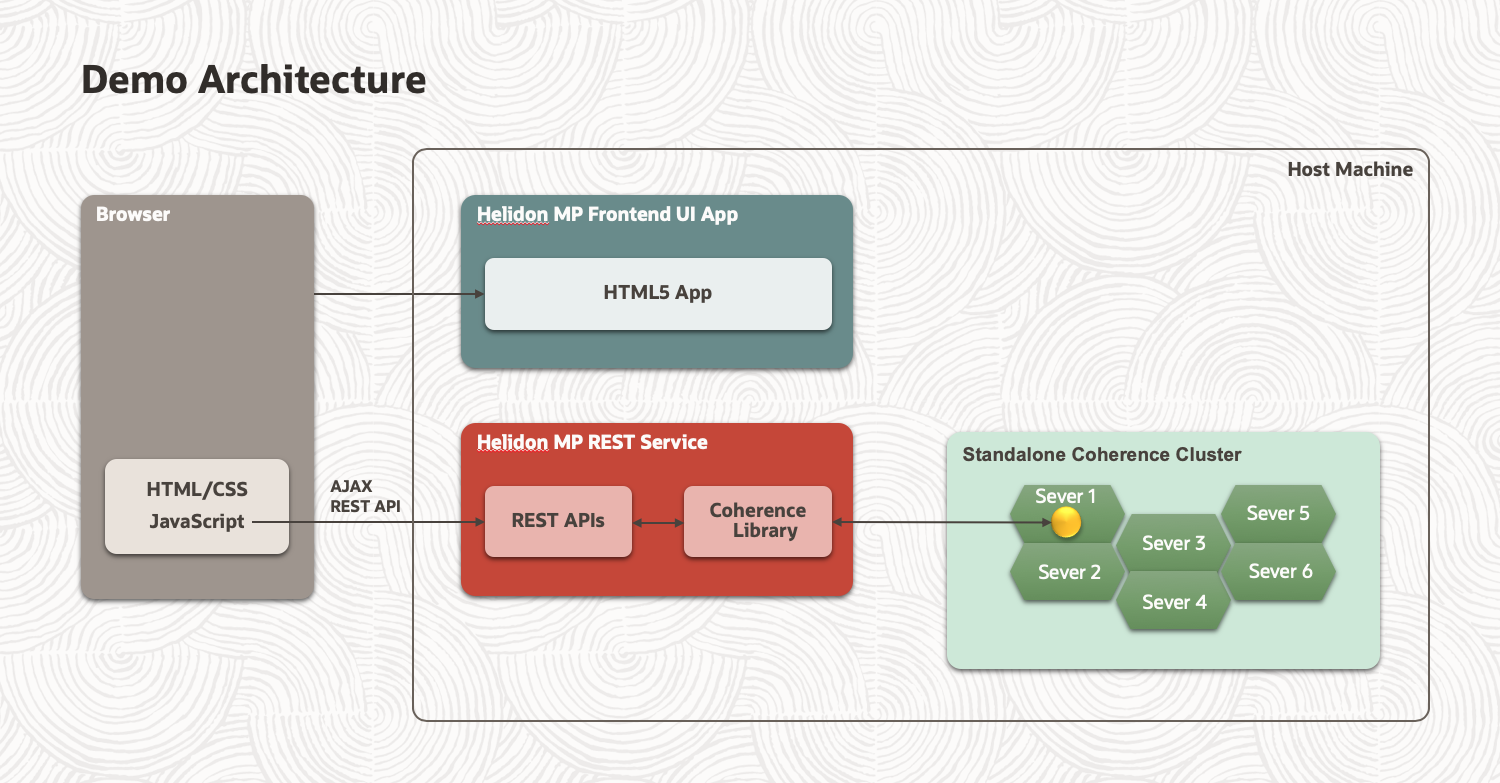 Demo Architecture
Host Machine
Browser
Helidon MP Frontend UI App
HTML5 App
Helidon MP REST Service
Standalone Coherence Cluster
HTML/CSS
JavaScript
AJAX
REST API
REST APIs
Coherence
Library
Sever 1
Sever 2
Sever 3
Sever 4
Sever 5
Sever 6